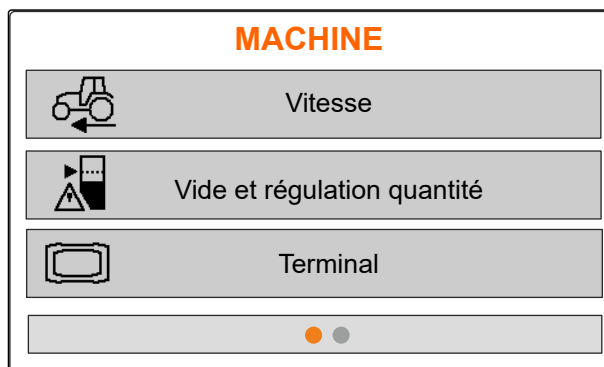 MACHINE
Vitesse
Vide et régulation quantité
Terminal